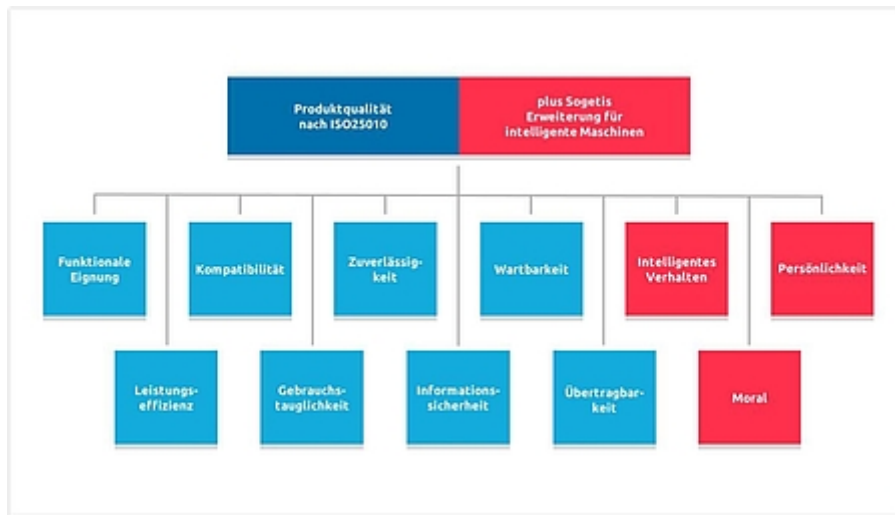 Produktqualität
nach ISO25010
plus Sogetis
Erweiterung für
intelligente Maschinen
Funktionale
Eignung
Kompatibilität
Zuverlässig-
keit
Wartbarkeit
Intelligentes
Verhalten
Persönlichkeit
Leistungs-
effizienz
Gebrauchs-
tauglichkeit
Informations-
sicherheit
Übertragbar-
keit
Moral